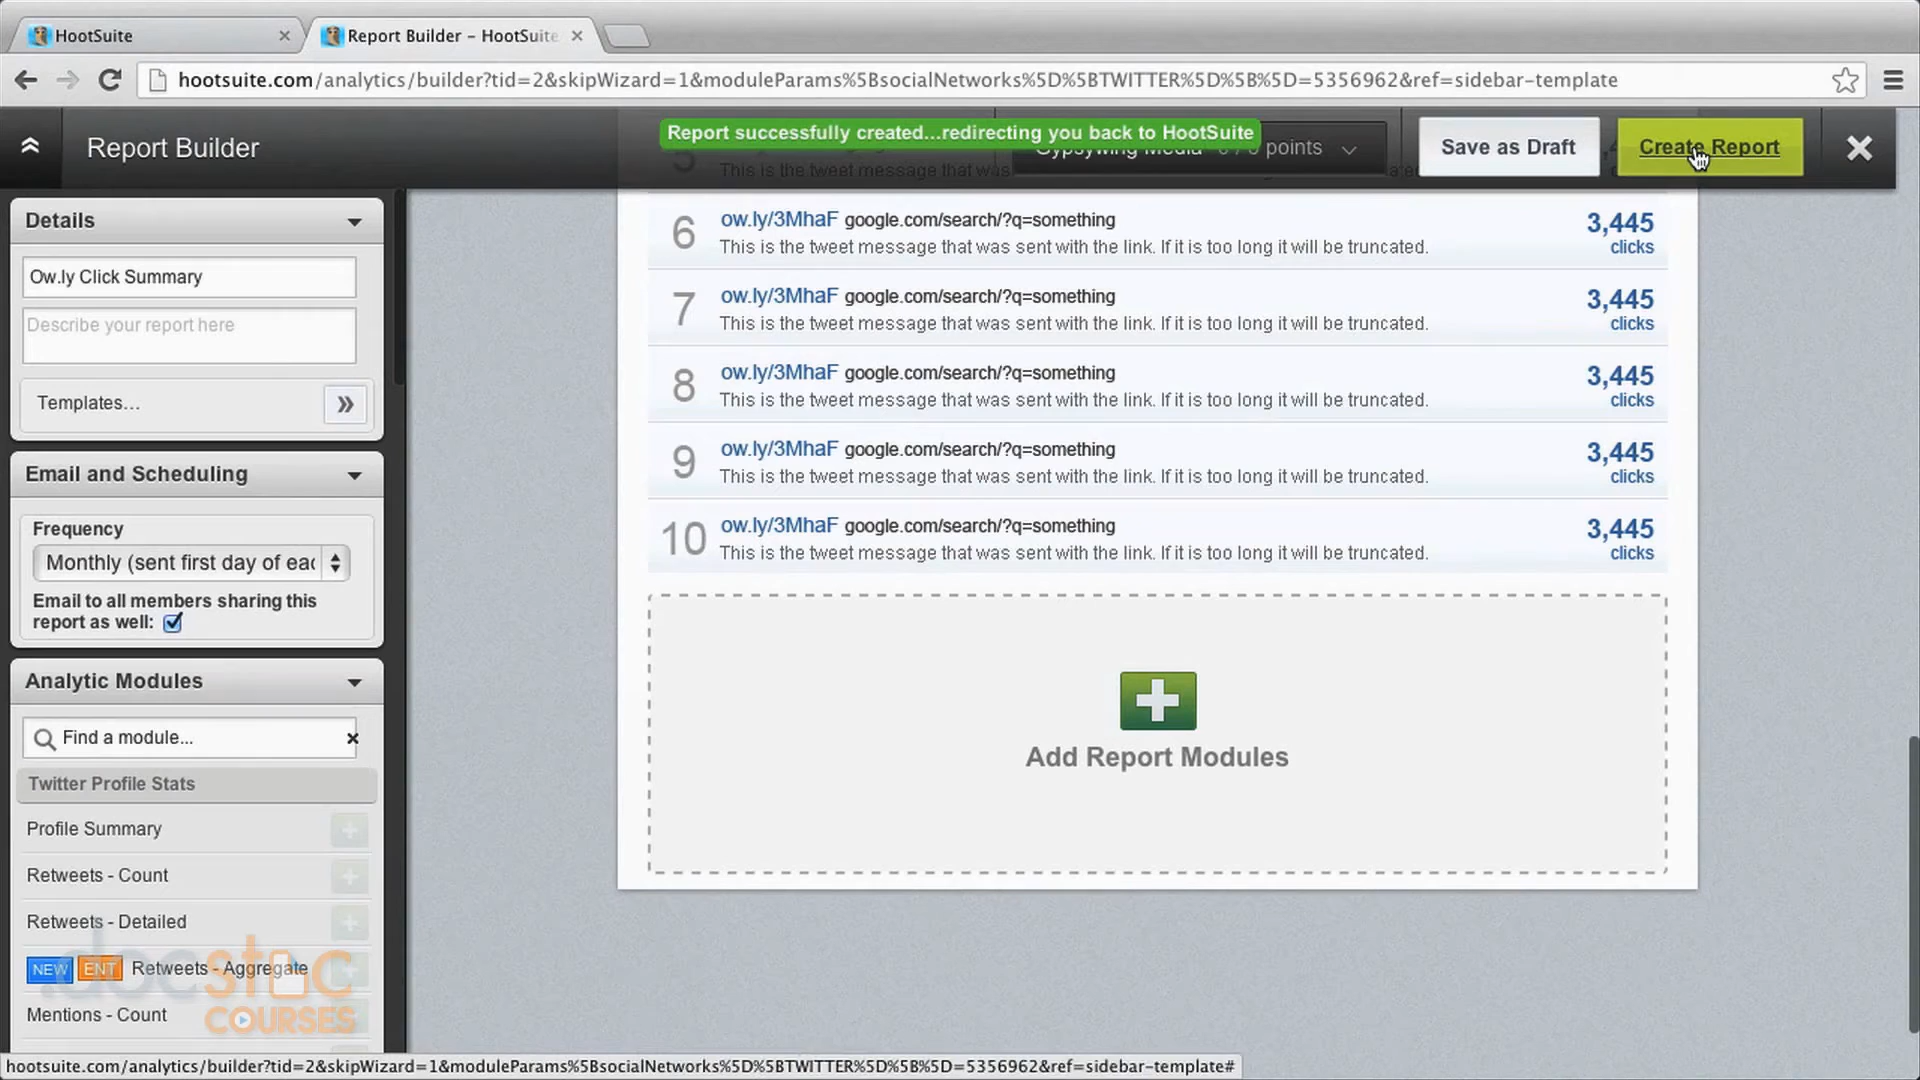 HootSuite
Report Builder – HootSuite
hootsuite.com/analytics/builder?tid=2&skipWizard=1&moduleParams%5BsocialNetworks%5D%5BTWITTER%5D%5B%5D=5356962&ref=sidebar-template
Report Builder
Report successfully created...redirecting you back to HootSuite
Gypsywing Media points
Save as Draft
Create Report
5
This is the tweet message that was
6
ow.ly/3MhaF google.com/search/?q=something
This is the tweet message that was sent with the link. If it is too long it will be truncated.
3,445
clicks
7
ow.ly/3MhaF google.com/search/?q=something
This is the tweet message that was sent with the link. If it is too long it will be truncated.
3,445
clicks
8
ow.ly/3MhaF google.com/search/?q=something
This is the tweet message that was sent with the link. If it is too long it will be truncated.
3,445
clicks
9
ow.ly/3MhaF google.com/search/?q=something
This is the tweet message that was sent with the link. If it is too long it will be truncated.
3,445
clicks
10
ow.ly/3MhaF google.com/search/?q=something
This is the tweet message that was sent with the link. If it is too long it will be truncated.
3,445
clicks
Add Report Modules
Details
Ow.ly Click Summary
Describe your report here
Templates...
Email and Scheduling
Frequency
Monthly (sent first day of eac
Email to all members sharing this
report as well:
Analytic Modules
Find a module...
Twitter Profile Stats
Profile Summary
Retweets - Count
Retweets - Detailed
NEW ENT Retweets - Aggregate
Mentions - Count
docstoc
COURSES
hootsuite.com/analytics/builder?tid=2&skipWizard=1&moduleParams%5BsocialNetworks%5D%5BTWITTER%5D%5B%5D=5356962&ref=sidebar-template#